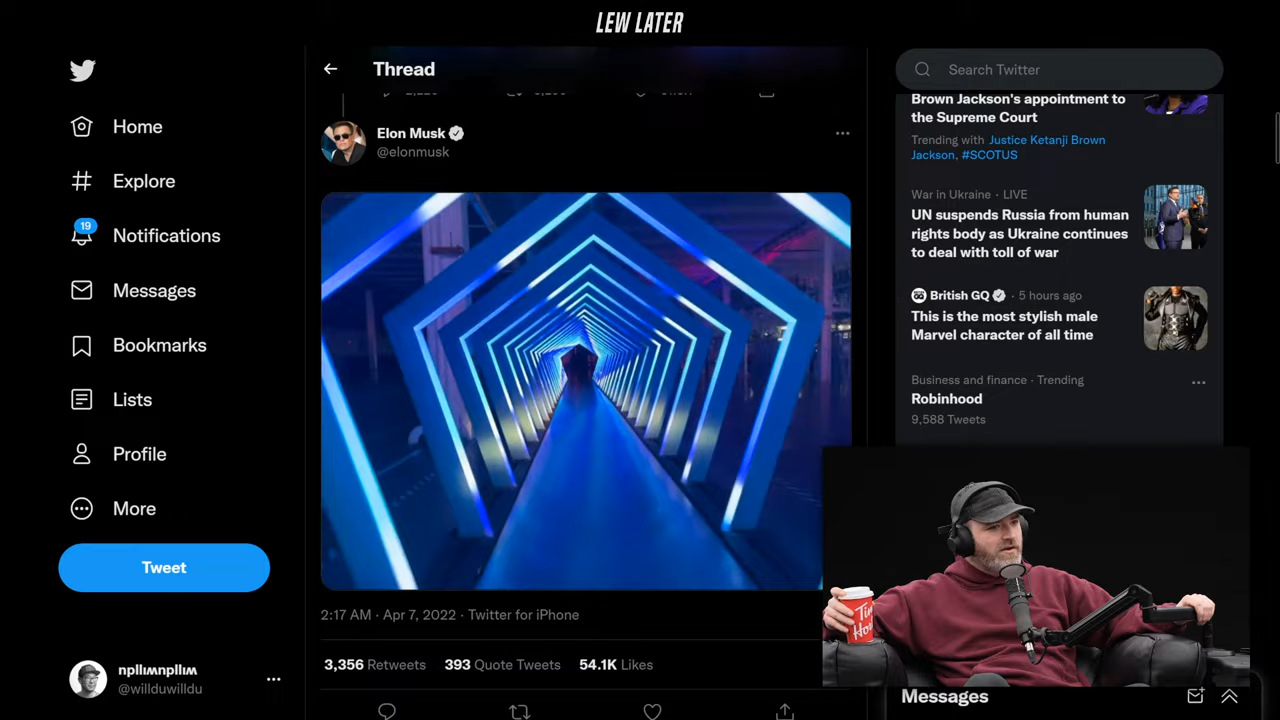 LEW LATER
Home
Explore
19
Notifications
Messages
Bookmarks
Lists
Profile
More
Tweet
npllımnpllım
@willduwilldu
Thread
Elon Musk
@elonmusk
2:17 AM · Apr 7, 2022 · Twitter for iPhone
3,356 Retweets 393 Quote Tweets 54.1K Likes
Search Twitter
Brown Jackson's appointment to
the Supreme Court
Trending with Justice Ketanji Brown
Jackson, #SCOTUS
War in Ukraine · LIVE
UN suspends Russia from human
rights body as Ukraine continues
to deal with toll of war
British GQ · 5 hours ago
This is the most stylish male
Marvel character of all time
Business and finance · Trending
Robinhood
9,588 Tweets
Tim
Hor
Messages